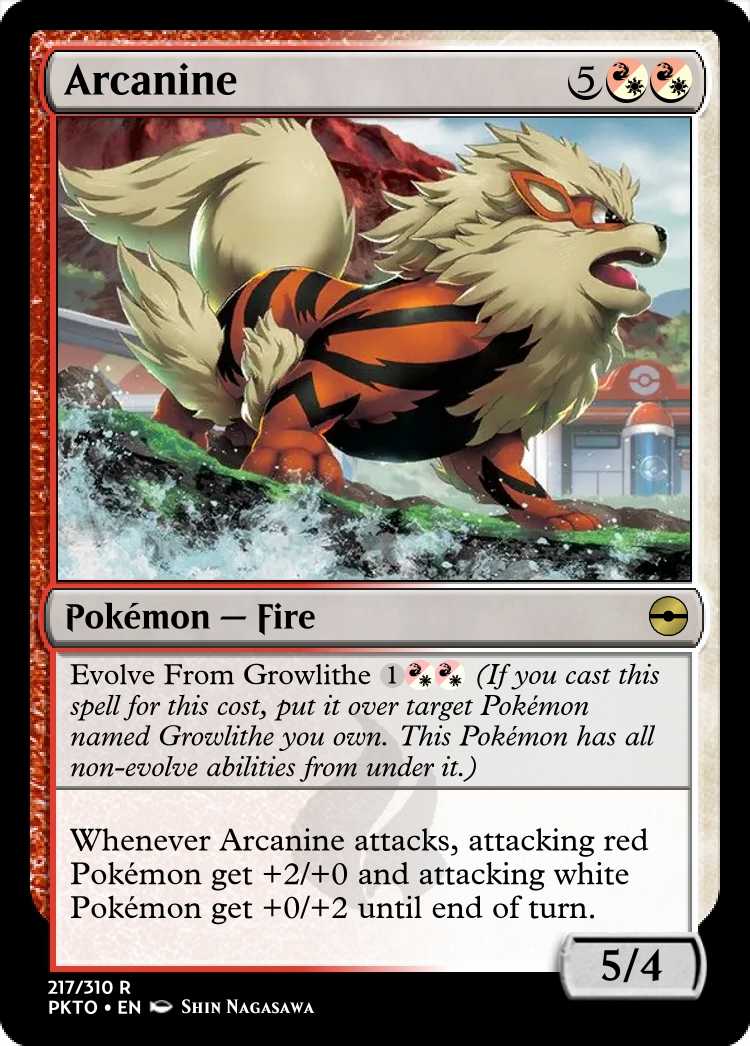 Arcanine 5
Pokémon — Fire
Evolve From Growlithe 1 (If you cast this
spell for this cost, put it over target Pokémon
named Growlithe you own. This Pokémon has all
non-evolve abilities from under it.)
Whenever Arcanine attacks, attacking red
Pokémon get +2/+0 and attacking white
Pokémon get +0/+2 until end of turn.
5/4
217/310 R
PKTO • EN Shin Nagasawa